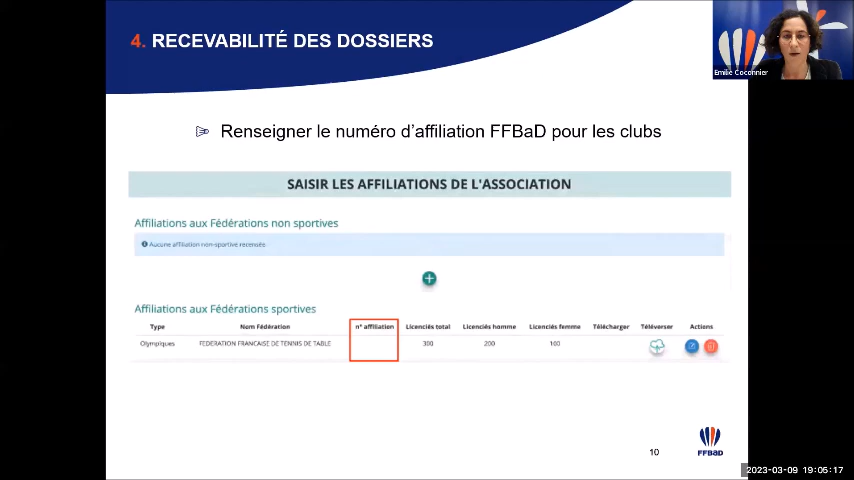 4. RECEVABILITÉ DES DOSSIERS
Emilie Coconnier
Renseigner le numéro d’affiliation FFBaD pour les clubs
SAISIR LES AFFILIATIONS DE L'ASSOCIATION
Affiliations aux Fédérations non sportives
Aucune affiliation non-sportive recensée
Affiliations aux Fédérations sportives
Type Nom Fédération n° affiliation Licenciés total Licenciés homme Licenciés femme Télécharger Téléverser Actions
Olympiques FEDERATION FRANCAISE DE TENNIS DE TABLE 300 200 100
10
FFBaD
2023-03-09 19:05:17